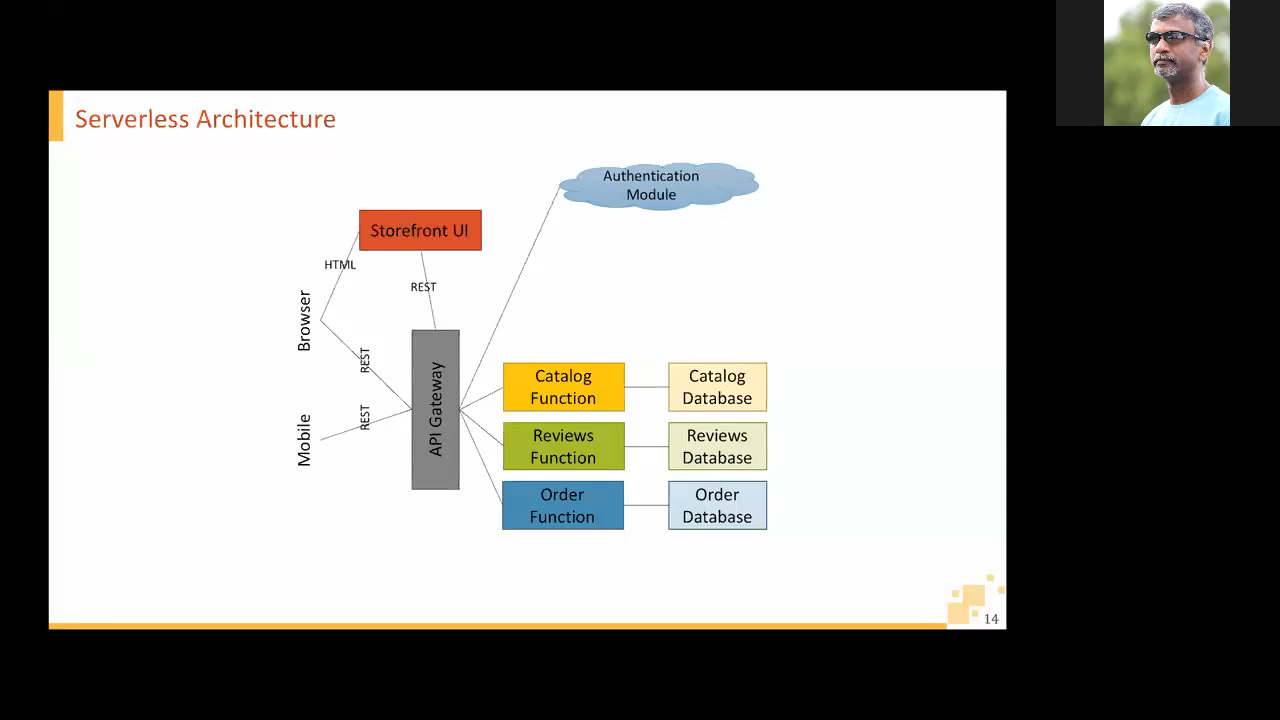 Serverless Architecture
Authentication
Module
Storefront UI
HTML
REST
Browser
REST
Mobile
REST
API Gateway
Catalog
Function
Catalog
Database
Reviews
Function
Reviews
Database
Order
Function
Order
Database
14